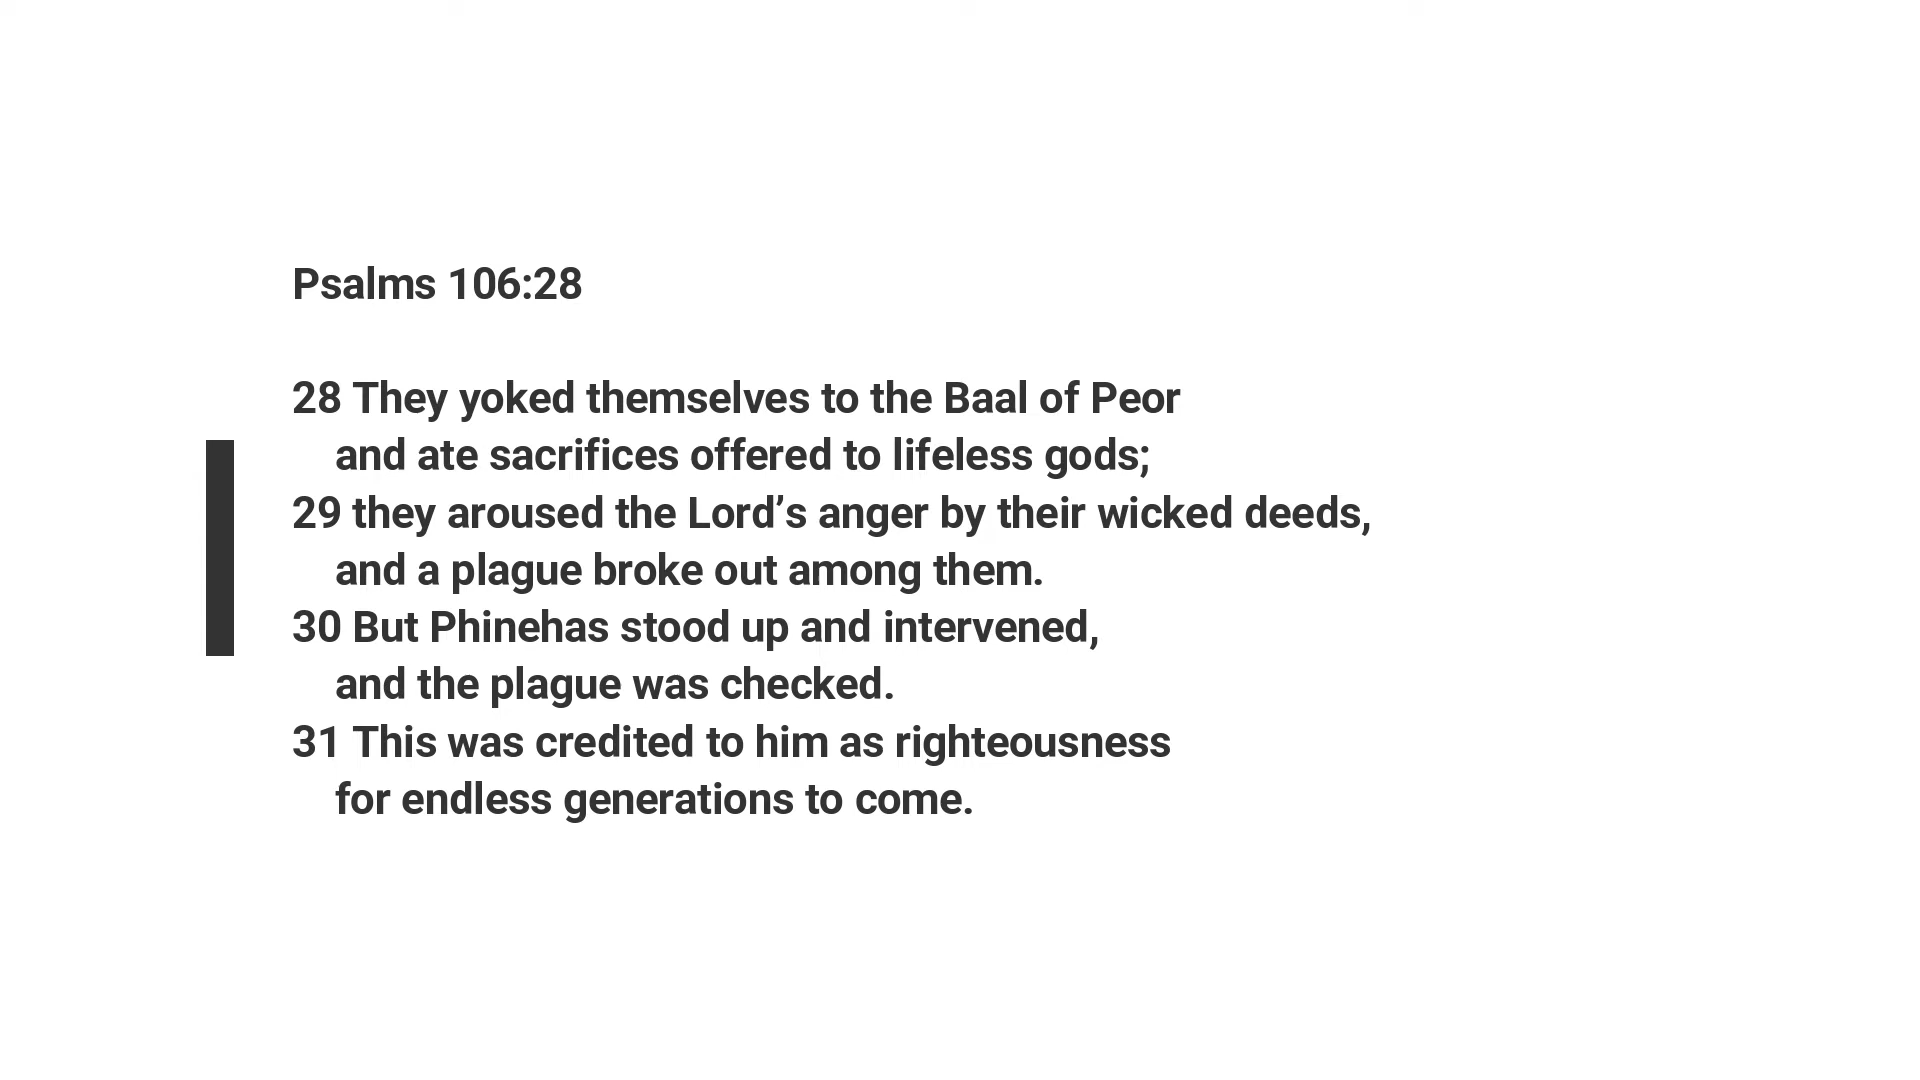 Psalms 106:28
28 They yoked themselves to the Baal of Peor
and ate sacrifices offered to lifeless gods;
29 they aroused the Lord’s anger by their wicked deeds,
and a plague broke out among them.
30 But Phinehas stood up and intervened,
and the plague was checked.
31 This was credited to him as righteousness
for endless generations to come.